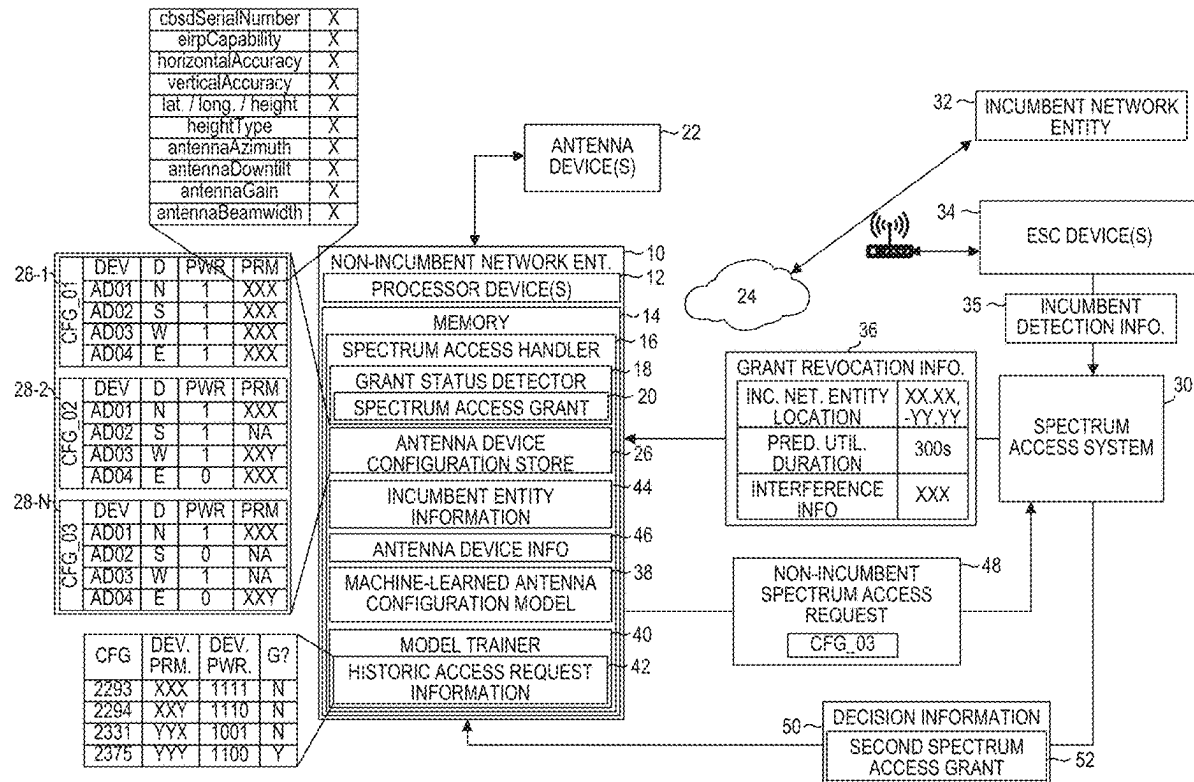 cbsdSerialNumber X
eirpCapability X
horizontalAccuracy X
verticalAccuracy X
lat. / long. / height X
heightType X
antennaAzimuth X
antennaDowntilt X
antennaGain X
antennaBeamwidth X
ANTENNA
DEVICE(S)
22
32
INCUMBENT NETWORK
ENTITY
34
ESC DEVICE(S)
24
35
INCUMBENT
DETECTION INFO.
30
SPECTRUM
ACCESS SYSTEM
28-1
CFG_01
DEV D PWR PRM
AD01 N 1 XXX
AD02 S 1 XXX
AD03 W 1 XXX
AD04 E 1 XXX
28-2
CFG_02
DEV D PWR PRM
AD01 N 1 XXX
AD02 S 1 NA
AD03 W 1 XXY
AD04 E 0 XXX
28-N
CFG_03
DEV D PWR PRM
AD01 N 1 XXX
AD02 S 0 NA
AD03 W 1 NA
AD04 E 0 XXY
10
NON-INCUMBENT NETWORK ENT.
12
PROCESSOR DEVICE(S)
14
MEMORY
16
SPECTRUM ACCESS HANDLER
18
GRANT STATUS DETECTOR
20
SPECTRUM ACCESS GRANT
ANTENNA DEVICE
CONFIGURATION STORE
26
44
INCUMBENT ENTITY
INFORMATION
46
ANTENNA DEVICE INFO
38
MACHINE-LEARNED ANTENNA
CONFIGURATION MODEL
40
MODEL TRAINER
42
HISTORIC ACCESS REQUEST
INFORMATION
36
GRANT REVOCATION INFO.
INC. NET. ENTITY
LOCATION
XX.XX,
-YY.YY
PRED. UTIL.
DURATION
300s
INTERFERENCE
INFO
XXX
48
NON-INCUMBENT
SPECTRUM ACCESS
REQUEST
CFG_03
CFG DEV. PRM. DEV. PWR. G?
2293 XXX 1111 N
2294 XXY 1110 N
2331 YYX 1001 N
2375 YYY 1100 Y
50
DECISION INFORMATION
SECOND SPECTRUM
ACCESS GRANT
52